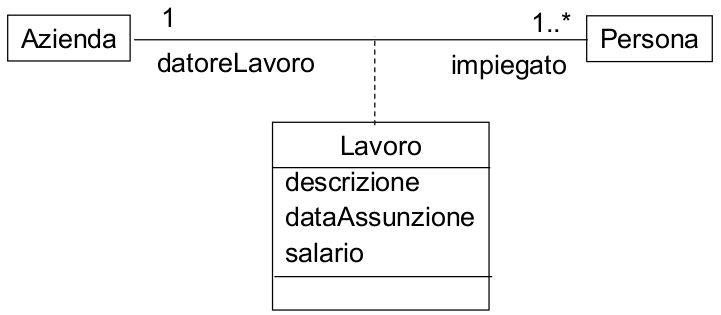 1
1..*
Azienda
Persona
datoreLavoro
impiegato
Lavoro
descrizione
dataAssunzione
salario